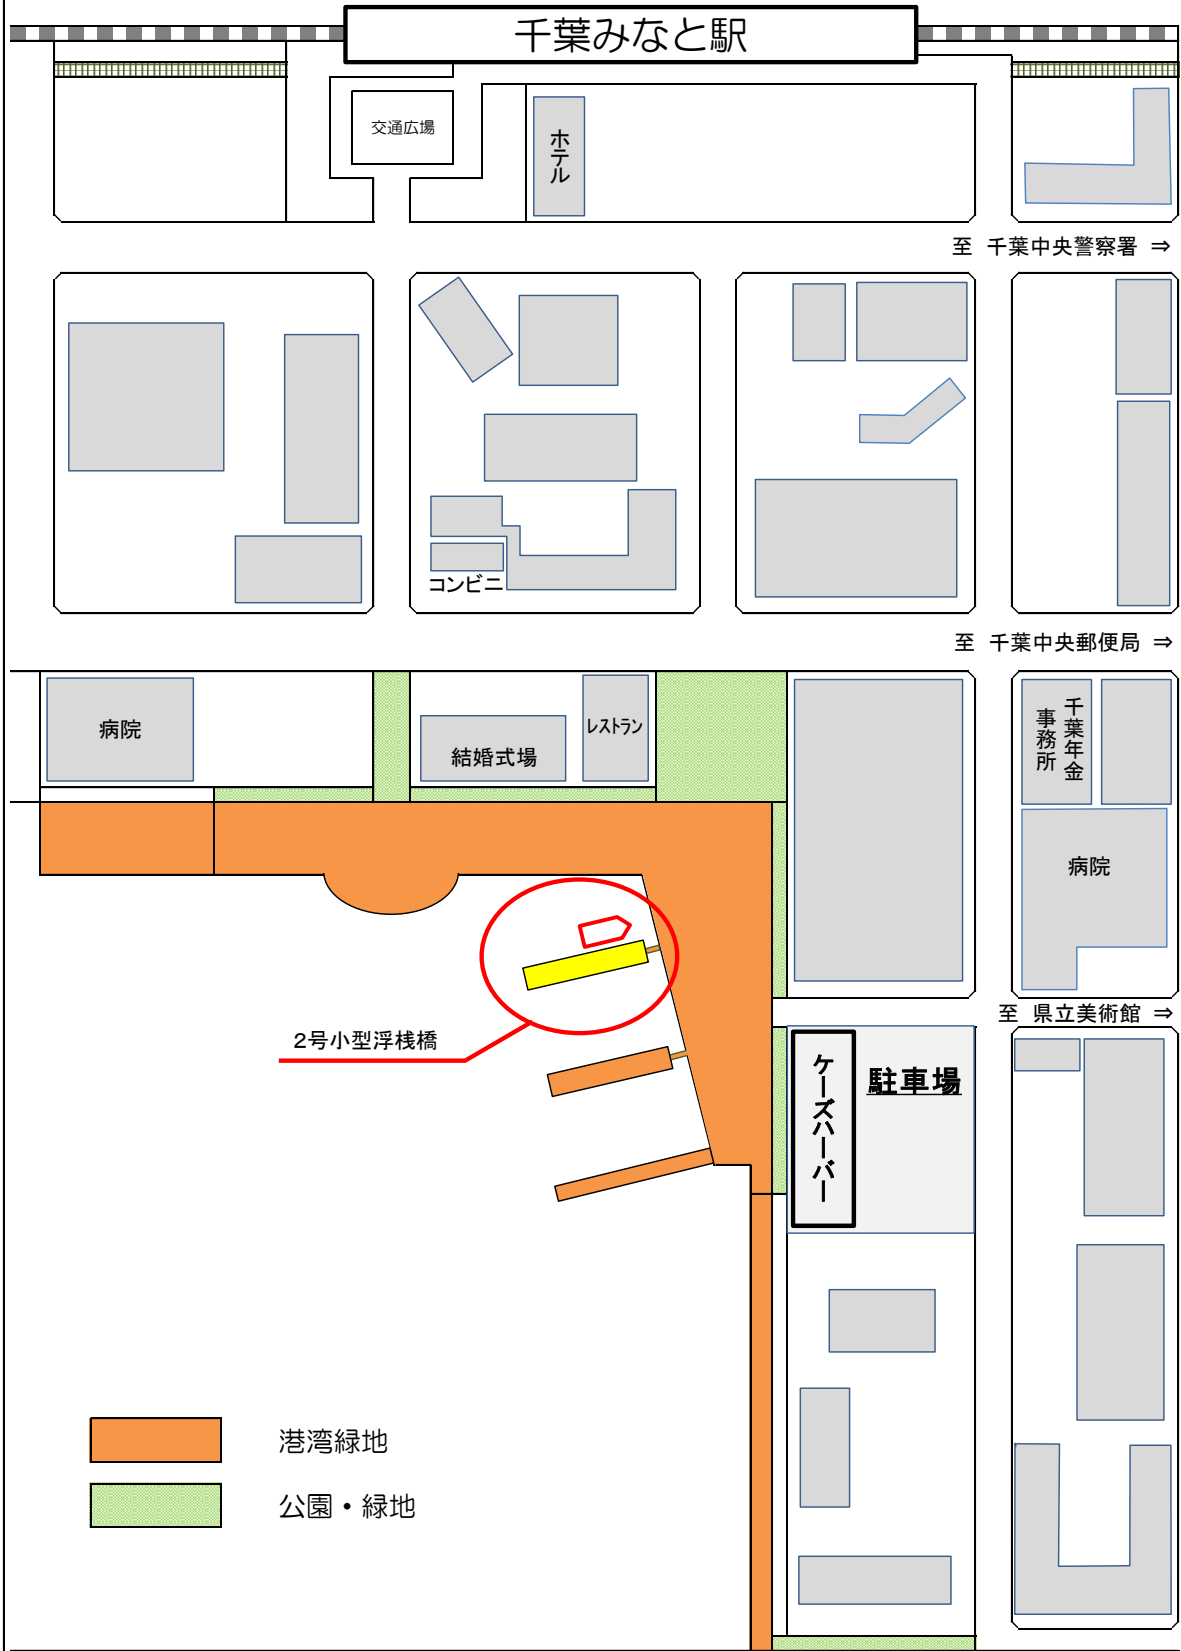 千葉みなと駅
交通広場
ホテル
至 千葉中央警察署 ⇒
コンビニ
至 千葉中央郵便局 ⇒
病院
結婚式場
レストラン
千葉年金
事務所
病院
至 県立美術館 ⇒
2号小型浮桟橋
ケーズハーバー
駐車場
港湾緑地
公園・緑地